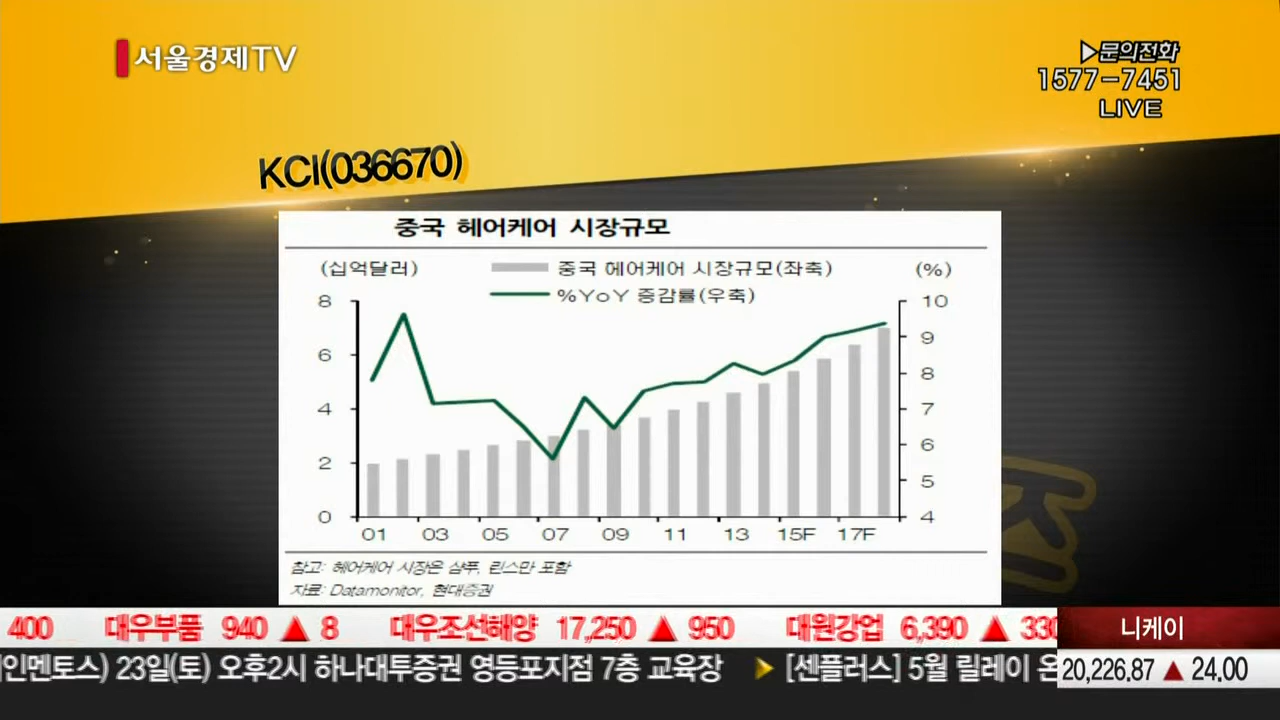 서울경제TV
▶문의전화
1577-7451
LIVE
KCI(036670)
중국 헤어케어 시장규모
(십억달러)
중국 헤어케어 시장규모(좌축)
(%)
%YoY 증감률(우축)
8
6
4
2
0
10
9
8
7
6
5
4
01 03 05 07 09 11 13 15F 17F
참고: 헤어케어 시장은 샴푸, 린스만 포함
자료: Datamonitor, 현대증권
400 대우부품 940 ▲ 8 대우조선해양 17,250 ▲ 950 대원강업 6,390 ▲ 330
니케이
인멘토스) 23일(토) 오후2시 하나대투증권 영등포지점 7층 교육장 ▶ [센플러스] 5월 릴레이 온
20,226.87 ▲ 24.00